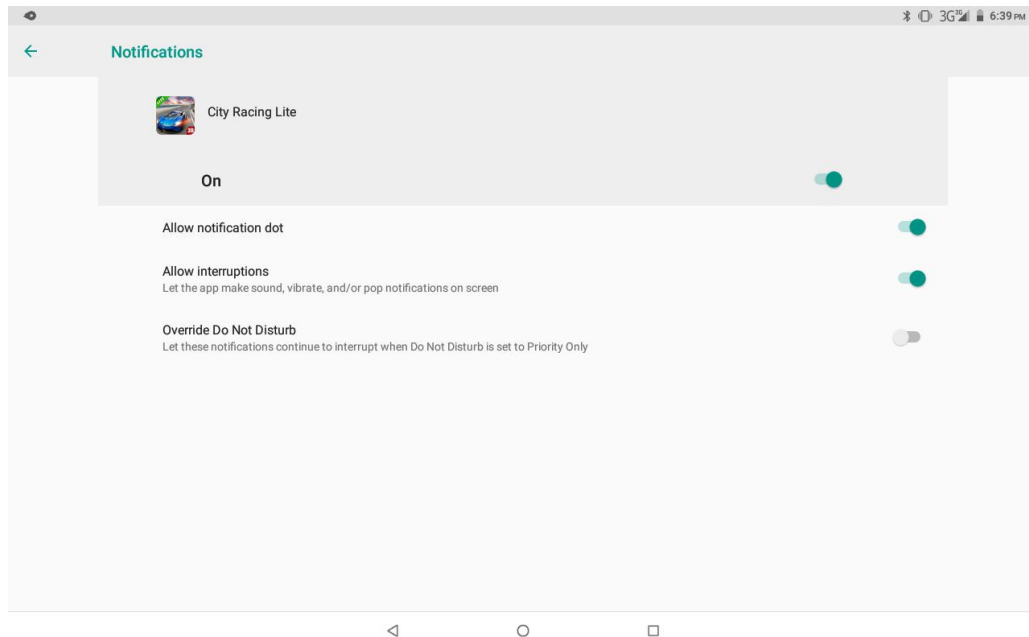 3G 3G 6:39 PM
Notifications
City Racing Lite
On
Allow notification dot
Allow interruptions
Let the app make sound, vibrate, and/or pop notifications on screen
Override Do Not Disturb
Let these notifications continue to interrupt when Do Not Disturb is set to Priority Only